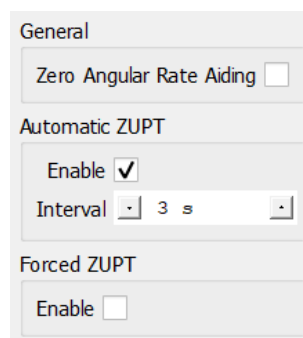 General
Zero Angular Rate Aiding
Automatic ZUPT
Enable
Interval 3 s
Forced ZUPT
Enable